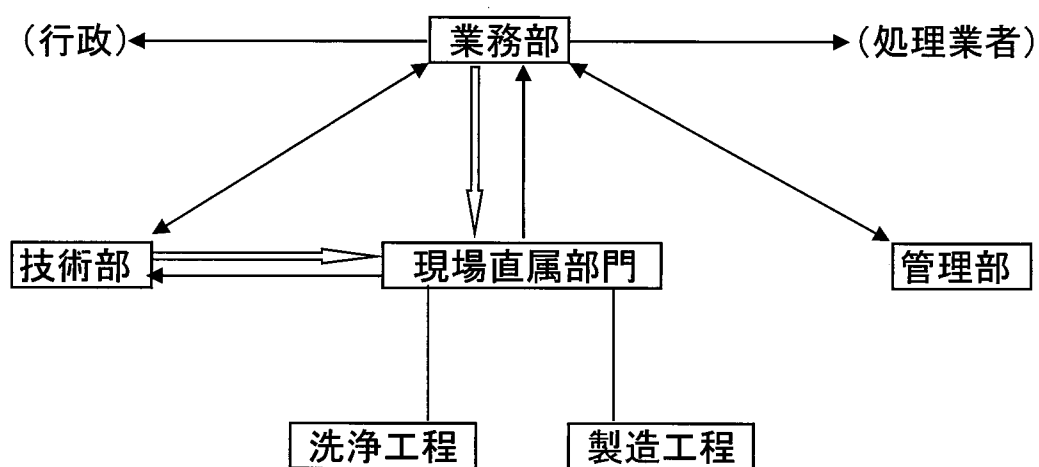 (行政)
業務部
(処理業者)
技術部
現場直属部門
管理部
洗浄工程
製造工程